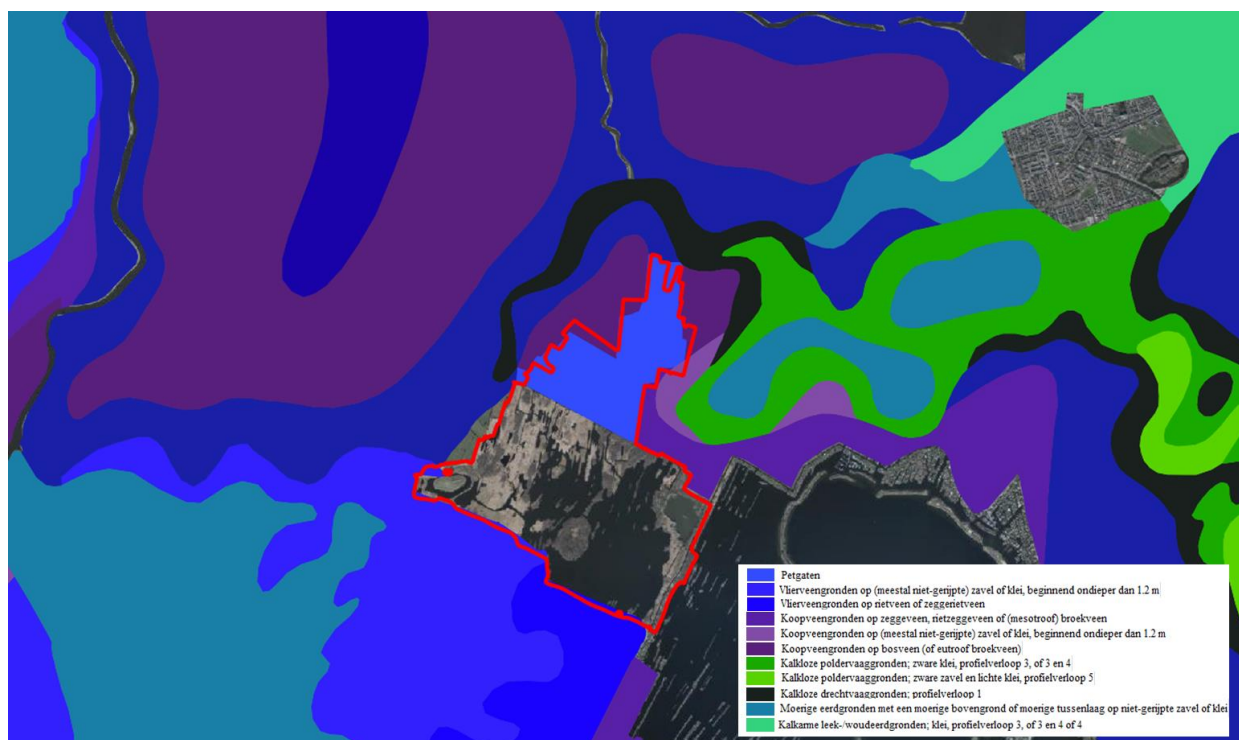 Petgaten
Vlierveengronden op (meestal niet-gerijpte) zavel of klei, beginnend ondieper dan 1.2 m
Vlierveengronden op rietveen of zeggerietveen
Koopveengronden op zeggeveen, rietzeggeveen of (mesotroof) broekveen
Koopveengronden op (meestal niet-gerijpte) zavel of klei, beginnend ondieper dan 1.2 m
Koopveengronden op bosveen (of eutroof broekveen)
Kalkloze poldervaaggronden; zware klei, profielverloop 3, of 3 en 4
Kalkloze poldervaaggronden; zware zavel en lichte klei, profielverloop 5
Kalkloze drechtvaaggronden; profielverloop 1
Moerige eerdgronden met een moerige bovengrond of moerige tussenlaag op niet-gerijpte zavel of klei
Kalkarme leek-/woudeerdgronden; klei, profielverloop 3, of 3 en 4 of 4